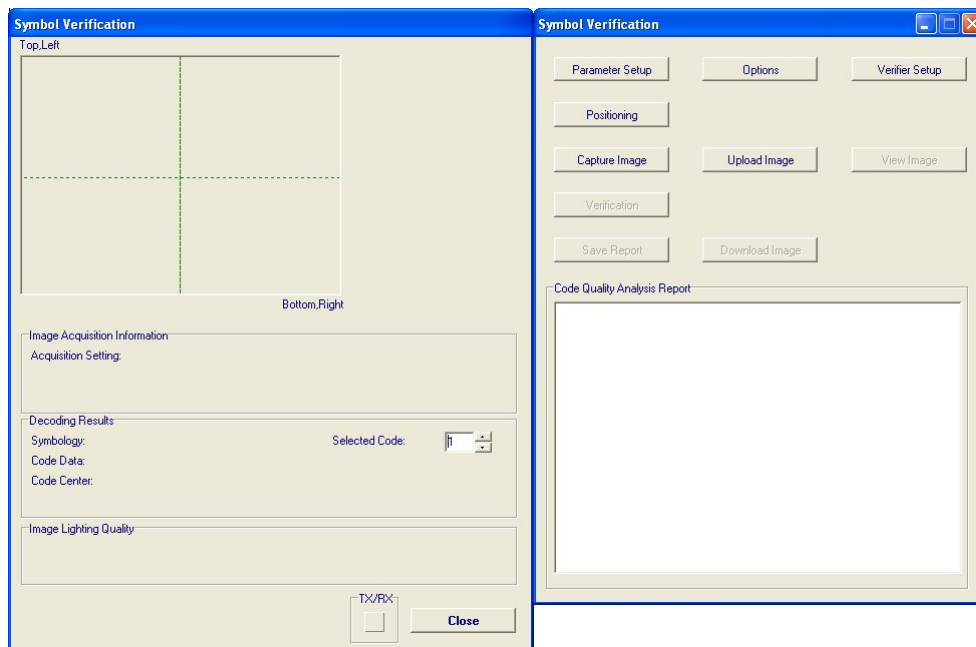 Symbol Verification
Top,Left
Bottom,Right
Image Acquisition Information
Acquisition Setting:
Decoding Results
Symbology:
Selected Code: 1
Code Data:
Code Center:
Image Lighting Quality
TX/RX
Close
Symbol Verification
Parameter Setup Options Verifier Setup
Positioning
Capture Image Upload Image View Image
Verification
Save Report Download Image
Code Quality Analysis Report